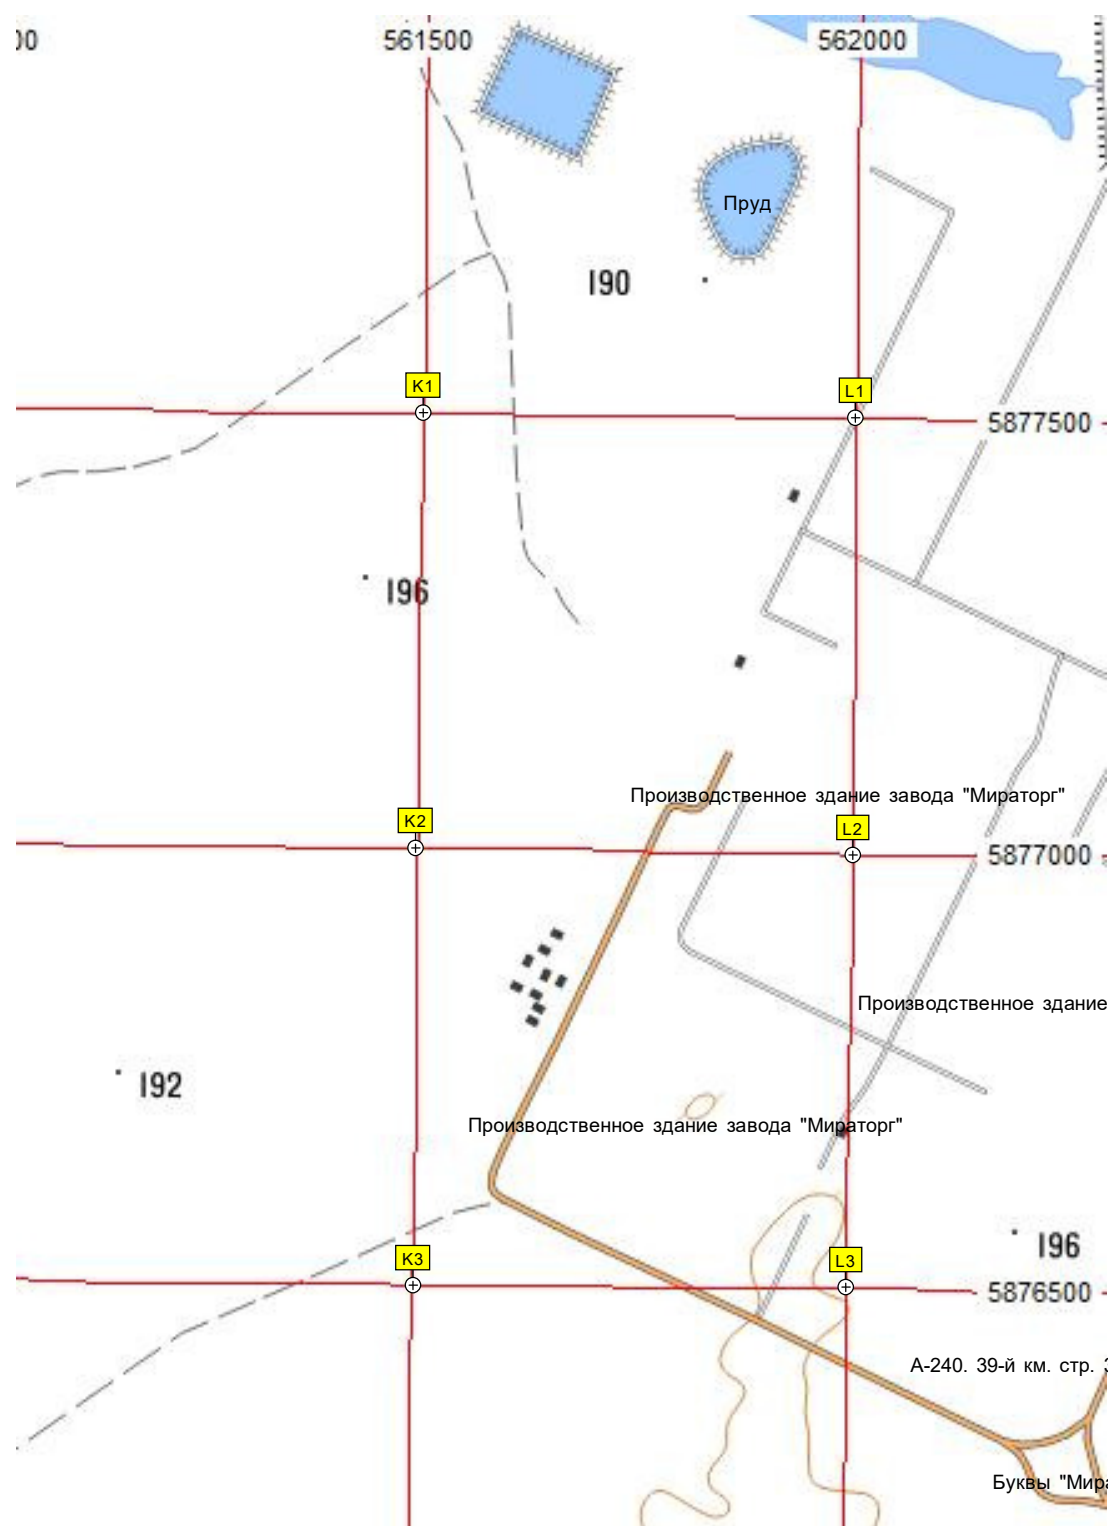 00
561500
562000
Пруд
190
K1
L1
5877500
196
Производственное здание завода "Мираторг"
K2
L2
5877000
Производственное здание
192
Производственное здание завода "Мираторг"
196
K3
L3
5876500
А-240. 39-й км. стр.
Буквы